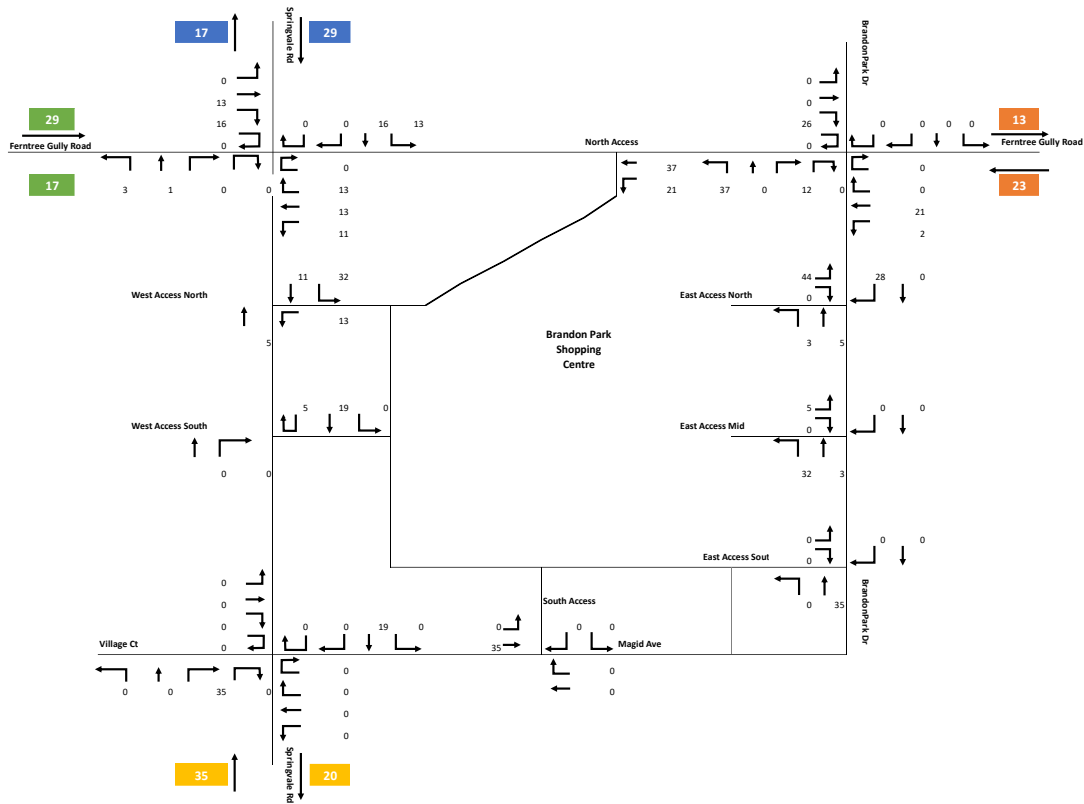 17
29
Springvale Rd
Brandon Park Dr
0
13
16
0
0
0
26
0
29
0 0 16 13
0 0 0 0
13
Ferntree Gully Road
North Access
Ferntree Gully Road
17
3 1 0 0
0
13
13
11
37
21
37 0 12 0
0
0
21
2
23
West Access North
11 32
13
5
East Access North
44
0
28 0
3 5
Brandon Park
Shopping
Centre
West Access South
5 19 0
0 0
East Access Mid
5
0
0 0
32 3
East Access Sout
0
0
0 0
0 35
Brandon Park Dr
0
0
0
0
South Access
Village Ct
0 0 19 0
0
35
0 0
Magid Ave
0 0 35 0
0
0
0
0
0
0
35
Springvale Rd
20